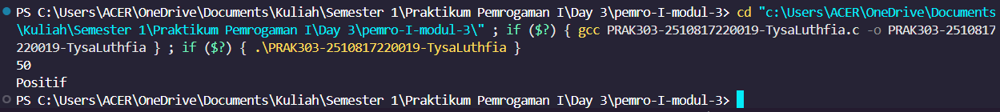 PS C:\Users\ACER\OneDrive\Documents\Kuliah\Semester 1\Praktikum Pemrogaman I\Day 3\pemro-I-modul-3> cd "c:\Users\ACER\OneDrive\Documents
\Kuliah\Semester 1\Praktikum Pemrogaman I\Day 3\pemro-I-modul-3\" ; if ($?) { gcc PRAK303-2510817220019-TysaLuthfia.c -o PRAK303-2510817
220019-TysaLuthfia } ; if ($?) { .\PRAK303-2510817220019-TysaLuthfia }
50
Positif
PS C:\Users\ACER\OneDrive\Documents\Kuliah\Semester 1\Praktikum Pemrogaman I\Day 3\pemro-I-modul-3>